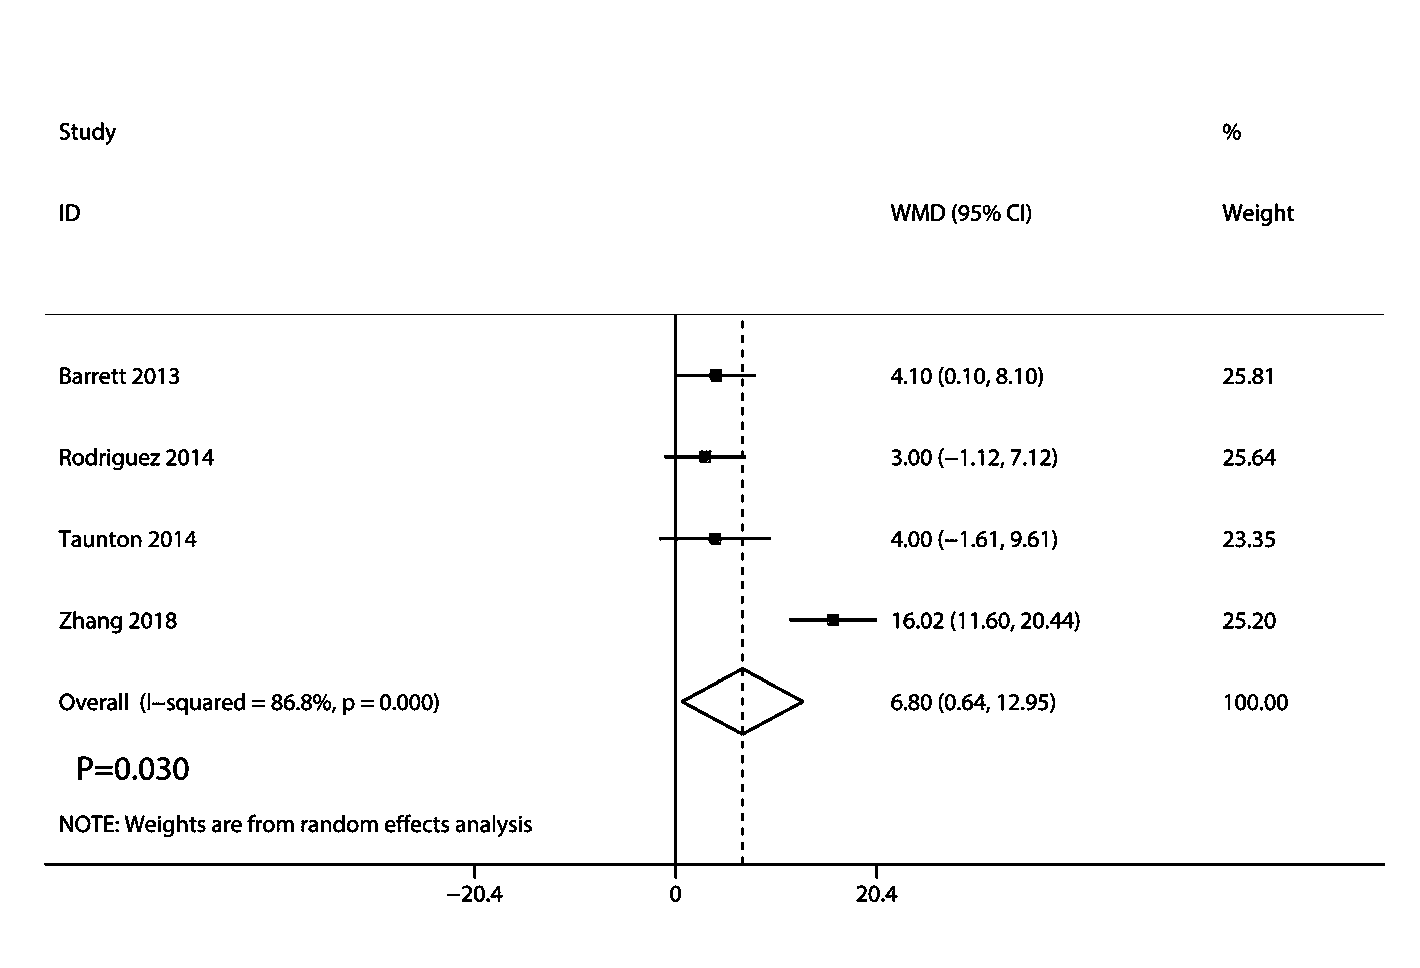 Study %
ID WMD (95% CI) Weight
Barrett 2013 4.10 (0.10, 8.10) 25.81
Rodriguez 2014 3.00 (−1.12, 7.12) 25.64
Taunton 2014 4.00 (−1.61, 9.61) 23.35
Zhang 2018 16.02 (11.60, 20.44) 25.20
Overall (I−squared = 86.8%, p = 0.000) 6.80 (0.64, 12.95) 100.00
P=0.030
NOTE: Weights are from random effects analysis
−20.4 0 20.4